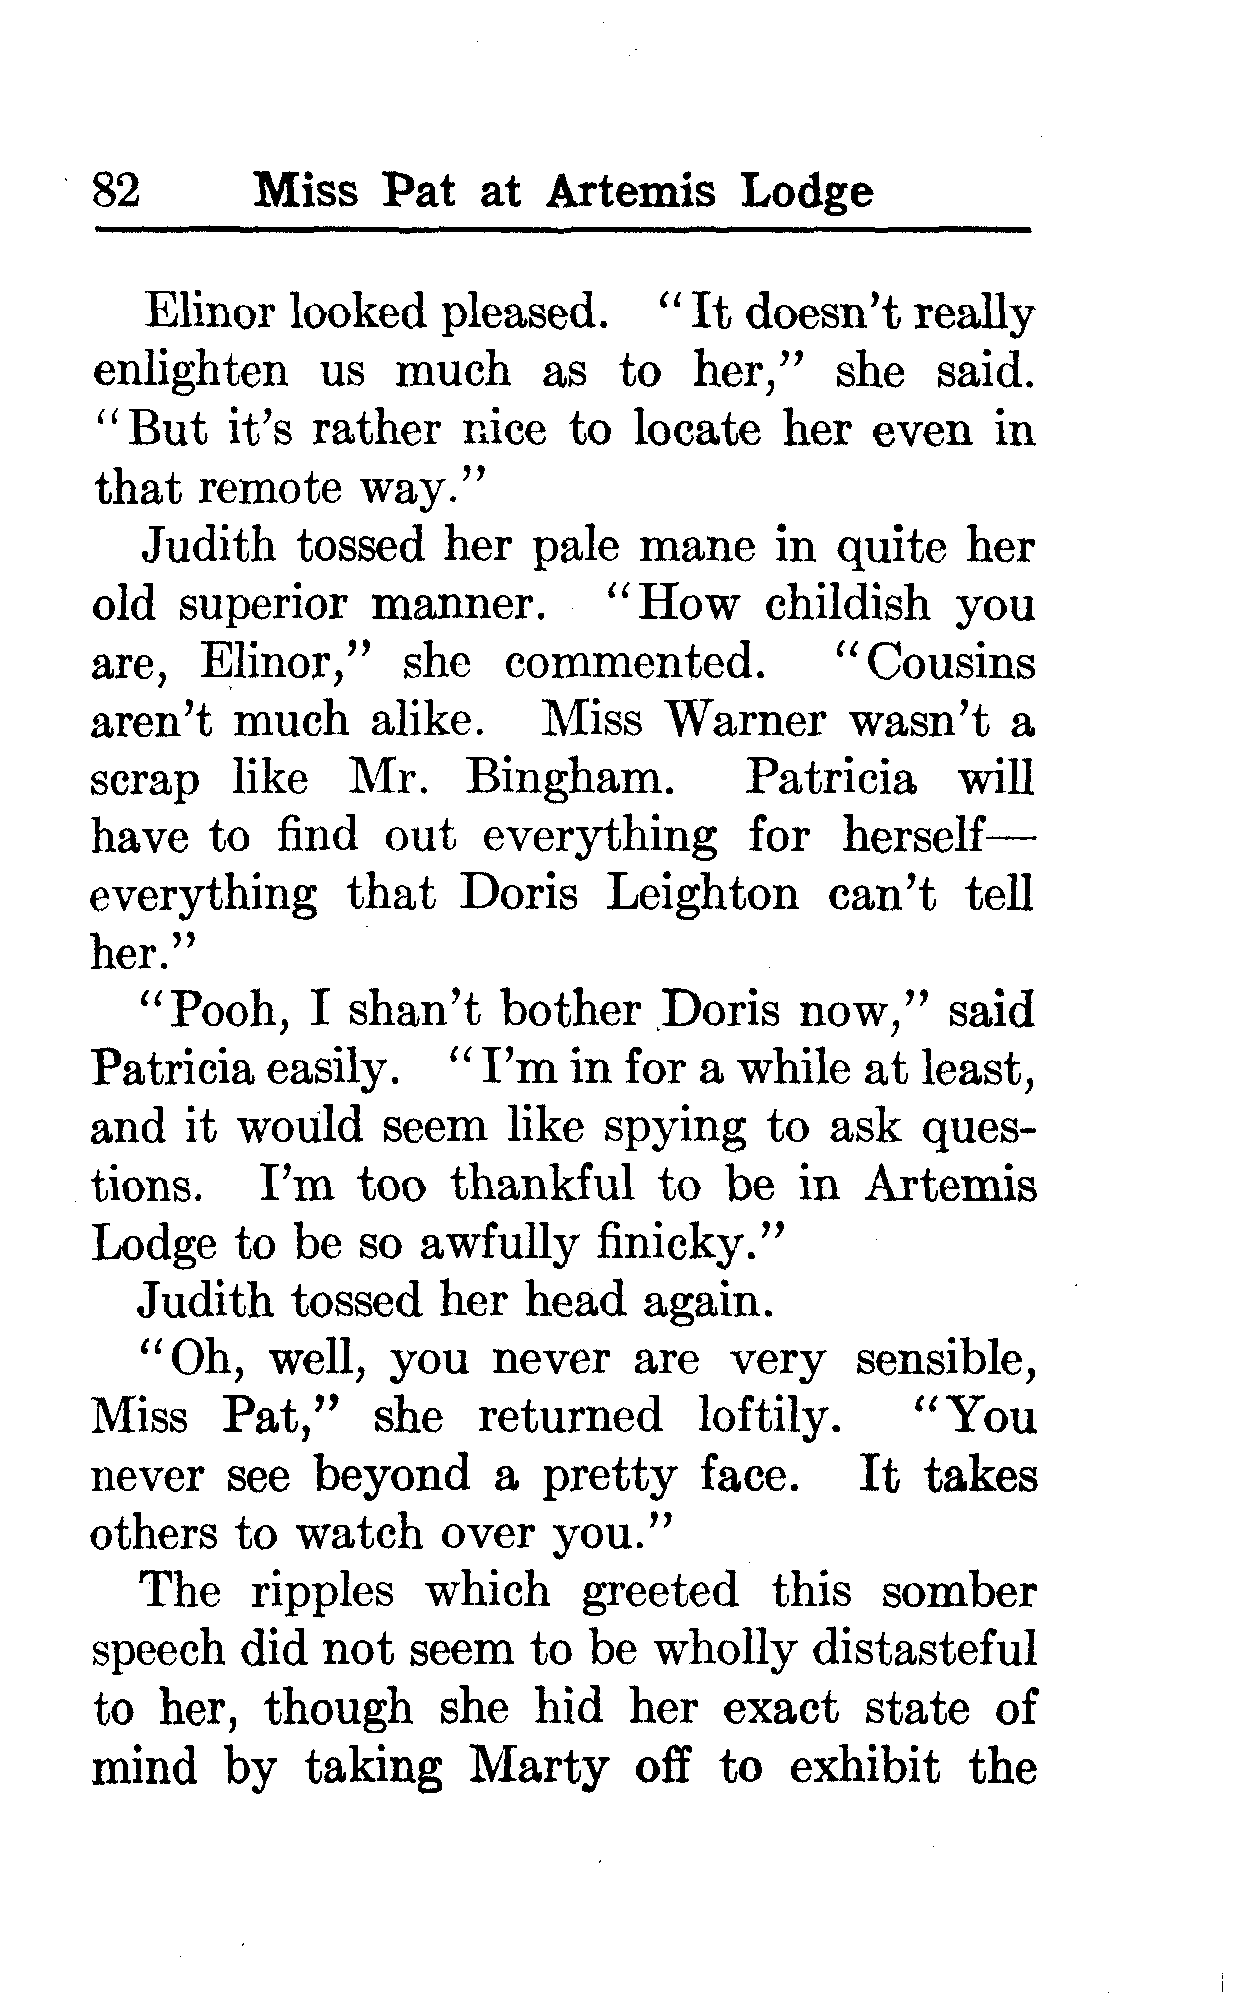 82 Miss Pat at Artemis Lodge
Elinor looked pleased. "It doesn't really
enlighten us much as to her," she said.
"But it's rather nice to locate her even in
that remote way."
Judith tossed her pale mane in quite her
old superior manner. "How childish you
are, Elinor," she commented. "Cousins
aren't much alike. Miss Warner wasn't a
scrap like Mr. Bingham. Patricia will
have to find out everything for herself—
everything that Doris Leighton can't tell
her."
"Pooh, I shan't bother Doris now," said
Patricia easily. "I'm in for a while at least,
and it would seem like spying to ask ques-
tions. I'm too thankful to be in Artemis
Lodge to be so awfully finicky."
Judith tossed her head again.
"Oh, well, you never are very sensible,
Miss Pat," she returned loftily. "You
never see beyond a pretty face. It takes
others to watch over you."
The ripples which greeted this somber
speech did not seem to be wholly distasteful
to her, though she hid her exact state of
mind by taking Marty off to exhibit the